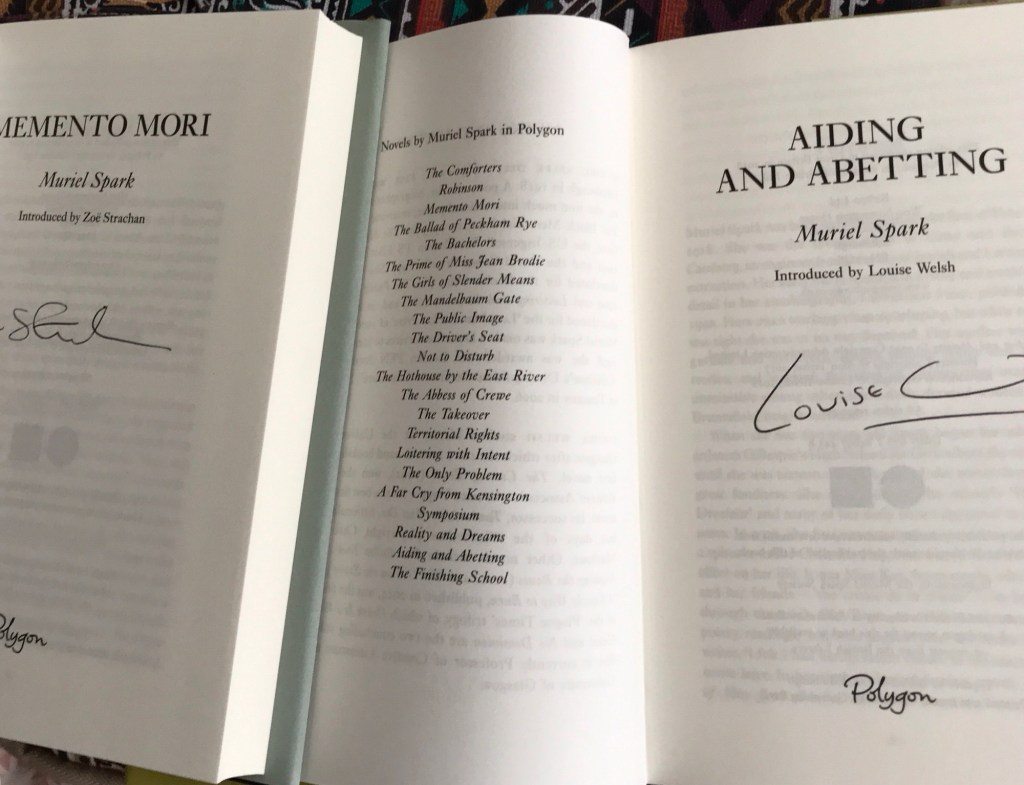 MEMENTO MORI
Muriel Spark
Introduced by Zoë Strachan
Polygon
Novels by Muriel Spark in Polygon
The Comforters
Robinson
Memento Mori
The Ballad of Peckham Rye
The Bachelors
The Prime of Miss Jean Brodie
The Girls of Slender Means
The Mandelbaum Gate
The Public Image
The Driver's Seat
Not to Disturb
The Hothouse by the East River
The Abbess of Crewe
The Takeover
Territorial Rights
Loitering with Intent
The Only Problem
A Far Cry from Kensington
Symposium
Reality and Dreams
Aiding and Abetting
The Finishing School
AIDING
AND ABETTING
Muriel Spark
Introduced by Louise Welsh
Louise
Polygon